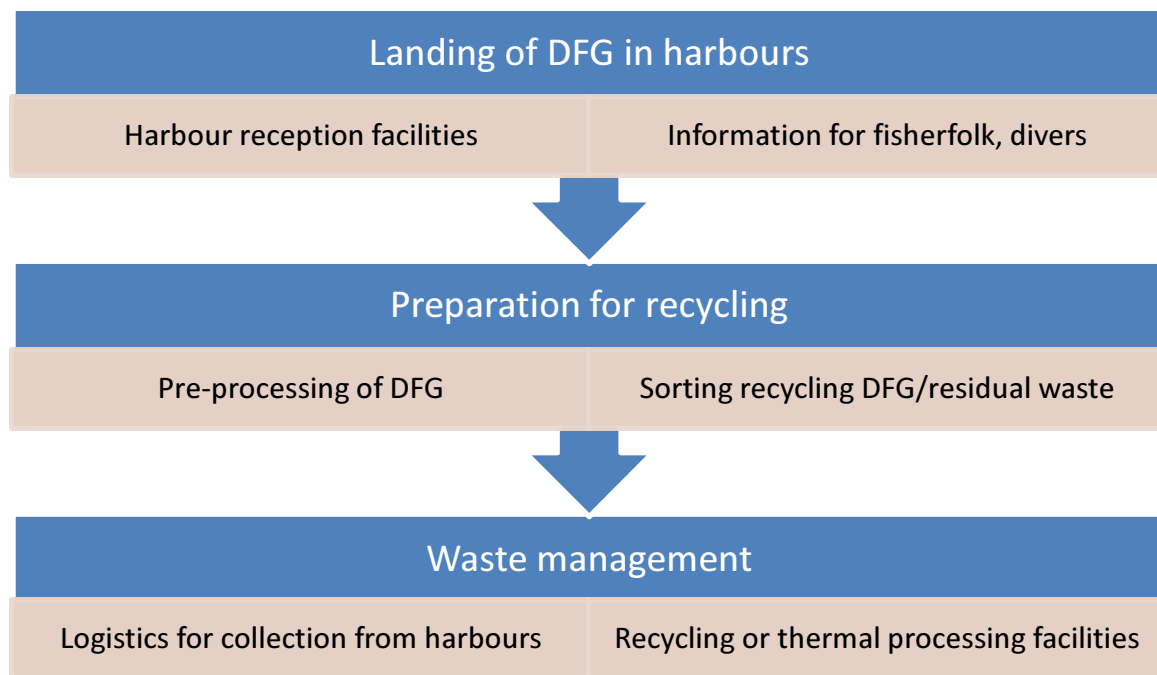 Landing of DFG in harbours
Harbour reception facilities
Information for fisherfolk, divers
Preparation for recycling
Pre-processing of DFG
Sorting recycling DFG/residual waste
Waste management
Logistics for collection from harbours
Recycling or thermal processing facilities